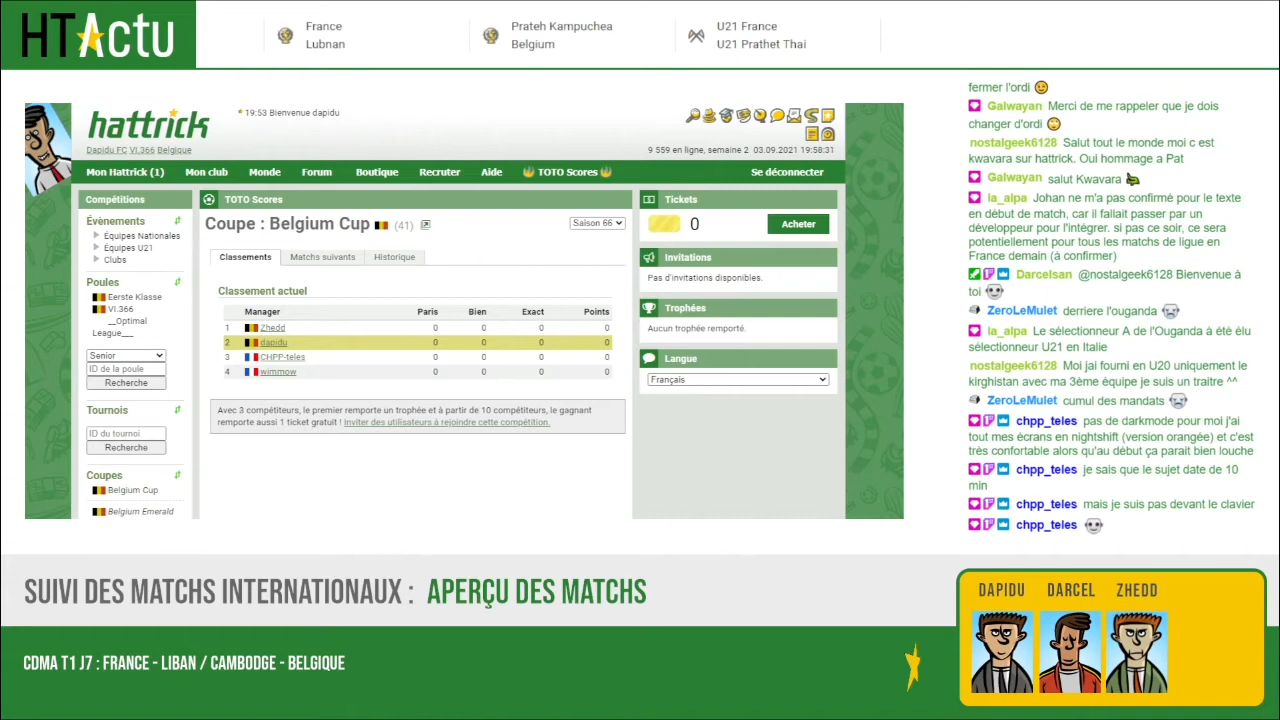 HTActu
France
Lubnan
Prateh Kampuchea
Belgium
U21 France
U21 Prathet Thai
hattrick
Dapidu FC VI.366 Belgique
19:53 Bienvenue dapidu
9 559 en ligne, semaine 2 03.09.2021 19:58:31
Mon Hattrick (1) Mon club Monde Forum Boutique Recruter Aide TOTO Scores Se déconnecter
Compétitions
Évènements
Équipes Nationales
Équipes U21
Clubs
Poules
Eerste Klasse
VI.366
__Optimal
League___
Senior
ID de la poule
Recherche
Tournois
ID du tournoi
Recherche
Coupes
Belgium Cup
Belgium Emerald
TOTO Scores
Coupe : Belgium Cup (41)
Saison 66
Classements Matchs suivants Historique
Classement actuel
Manager Paris Bien Exact Points
1 Zhedd 0 0 0 0
2 dapidu 0 0 0 0
3 CHPP-teles 0 0 0 0
4 wimmow 0 0 0 0
Avec 3 compétiteurs, le premier remporte un trophée et à partir de 10 compétiteurs, le gagnant
remporte aussi 1 ticket gratuit ! Inviter des utilisateurs à rejoindre cette compétition.
Tickets
0 Acheter
Invitations
Pas d'invitations disponibles.
Trophées
Aucun trophée remporté.
Langue
Français
fermer l'ordi
Galwayan Merci de me rappeler que je dois
changer d'ordi
nostalgeek6128 Salut tout le monde moi c est
kwavara sur hattrick. Oui hommage a Pat
Galwayan salut Kwavara
la_alpa Johan ne m'a pas confirmé pour le texte
en début de match, car il fallait passer par un
développeur pour l'intégrer. si pas ce soir, ce sera
potentiellement pour tous les matchs de ligue en
France demain (à confirmer)
Darcelsan @nostalgeek6128 Bienvenue à
toi
ZeroLeMulet derriere l'ouganda
la_alpa Le sélectionneur A de l'Ouganda à été élu
sélectionneur U21 en Italie
nostalgeek6128 Moi jai fourni en U20 uniquement le
kirghistan avec ma 3ème équipe je suis un traitre ^^
ZeroLeMulet cumul des mandats
chpp_teles pas de darkmode pour moi j'ai
tout mes écrans en nightshift (version orangée) et c'est
très confortable alors qu'au début ça parait bien louche
chpp_teles je sais que le sujet date de 10
min
chpp_teles mais je suis pas devant le clavier
chpp_teles
SUIVI DES MATCHS INTERNATIONAUX : APERÇU DES MATCHS
CDMA T1 J7 : FRANCE - LIBAN / CAMBODGE - BELGIQUE
DAPIDU DARCEL ZHEDD